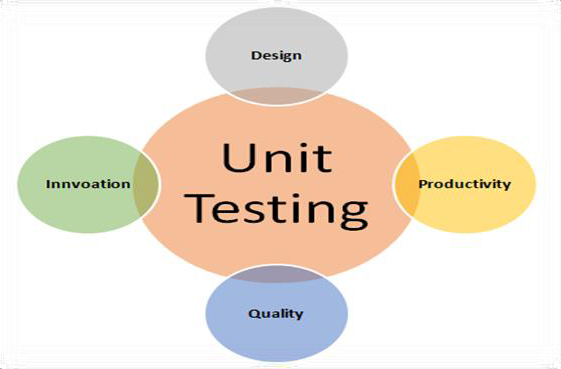 Design
Unit
Testing
Innvoation
Productivity
Quality